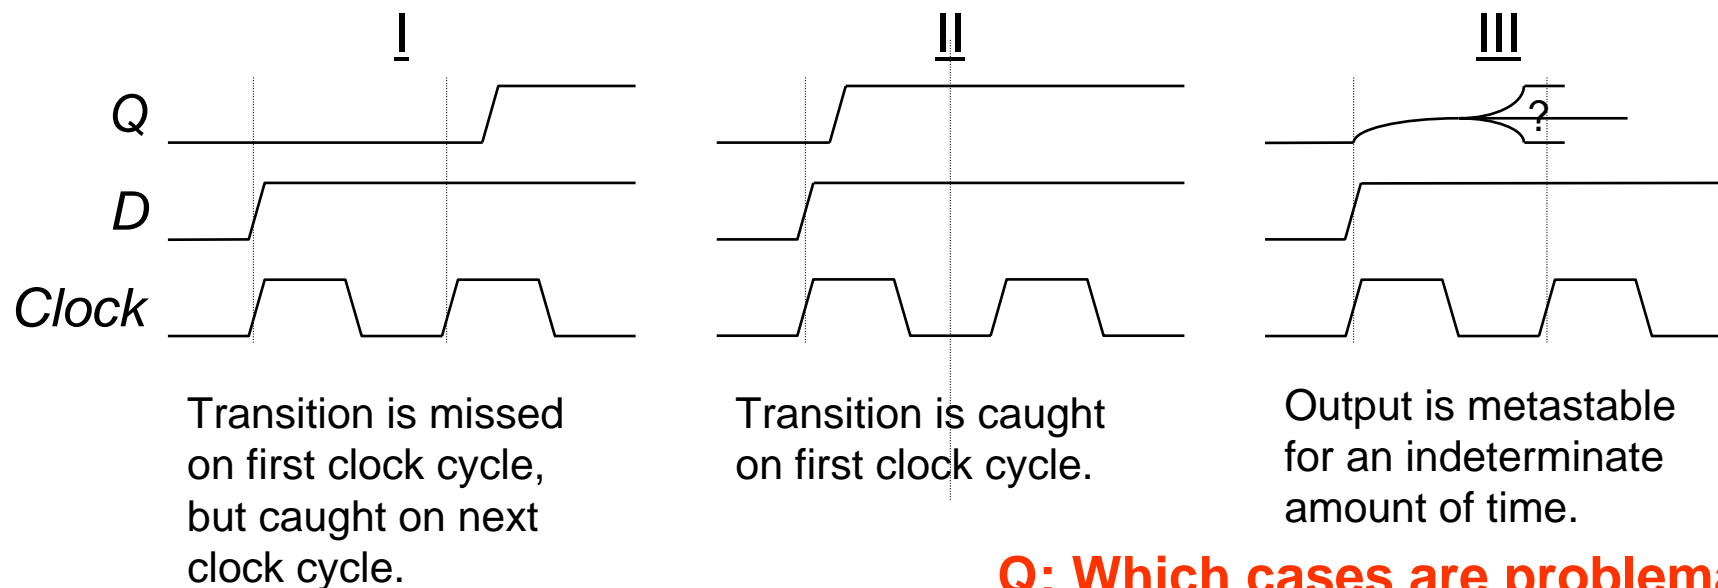 I
II
III
Q
?
D
Clock
Transition is missed
on first clock cycle,
but caught on next
clock cycle.
Transition is caught
on first clock cycle.
Output is metastable
for an indeterminate
amount of time.
Q: Which cases are